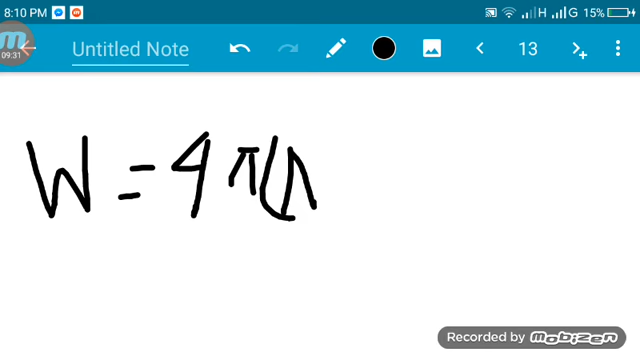 8:10 PM H G 15%
09:31 Untitled Note 13
W = 4π(
Recorded by mobizen